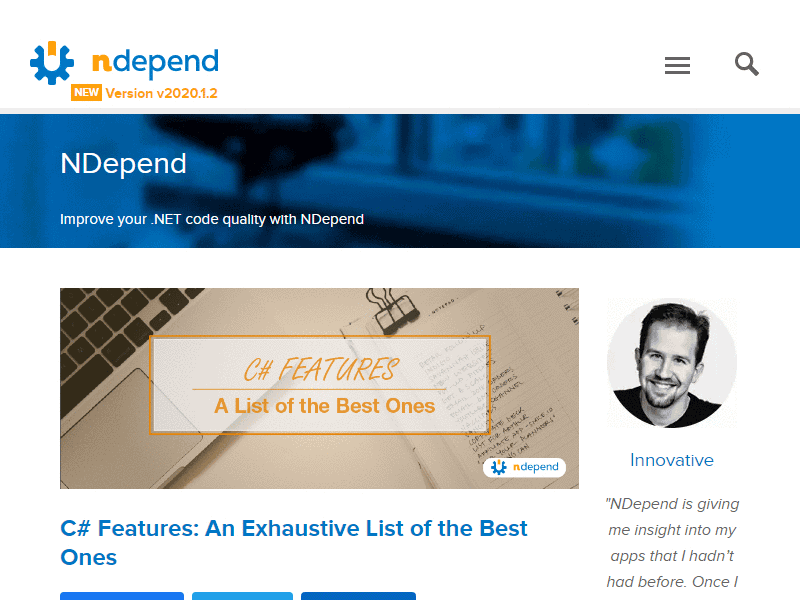 ndepend
NEW Version v2020.1.2
NDepend
Improve your .NET code quality with NDepend
C# FEATURES
A List of the Best Ones
ndepend
C# Features: An Exhaustive List of the Best
Ones
Innovative
"NDepend is giving
me insight into my
apps that I hadn't
had before. Once I